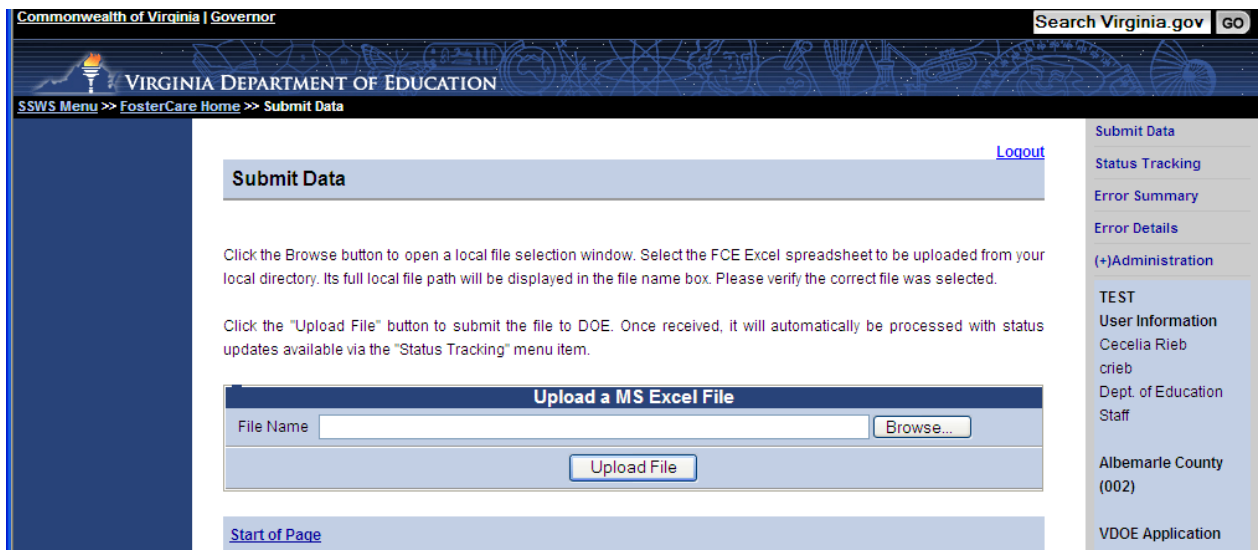 Commonwealth of Virginia | Governor
Search Virginia.gov GO
VIRGINIA DEPARTMENT OF EDUCATION
SSWS Menu >> FosterCare Home >> Submit Data
Logout
Submit Data
Click the Browse button to open a local file selection window. Select the FCE Excel spreadsheet to be uploaded from your
local directory. Its full local file path will be displayed in the file name box. Please verify the correct file was selected.
Click the "Upload File" button to submit the file to DOE. Once received, it will automatically be processed with status
updates available via the "Status Tracking" menu item.
Upload a MS Excel File
File Name Browse...
Upload File
Start of Page
Submit Data
Status Tracking
Error Summary
Error Details
(+)Administration
TEST
User Information
Cecelia Rieb
crieb
Dept. of Education
Staff
Albemarle County
(002)
VDOE Application